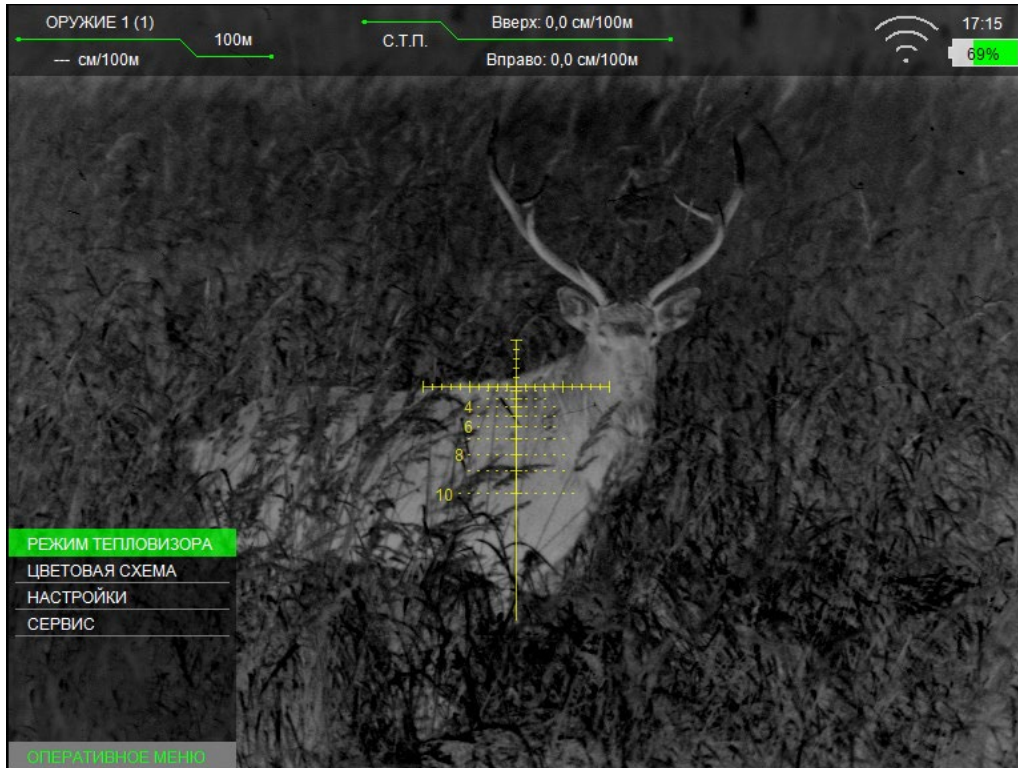 ОРУЖИЕ 1 (1)
100м
--- см/100м
С.Т.П.
Вверх: 0,0 см/100м
Вправо: 0,0 см/100м
17:15
69%
4
6
8
10
РЕЖИМ ТЕПЛОВИЗОРА
ЦВЕТОВАЯ СХЕМА
НАСТРОЙКИ
СЕРВИС
ОПЕРАТИВНОЕ МЕНЮ